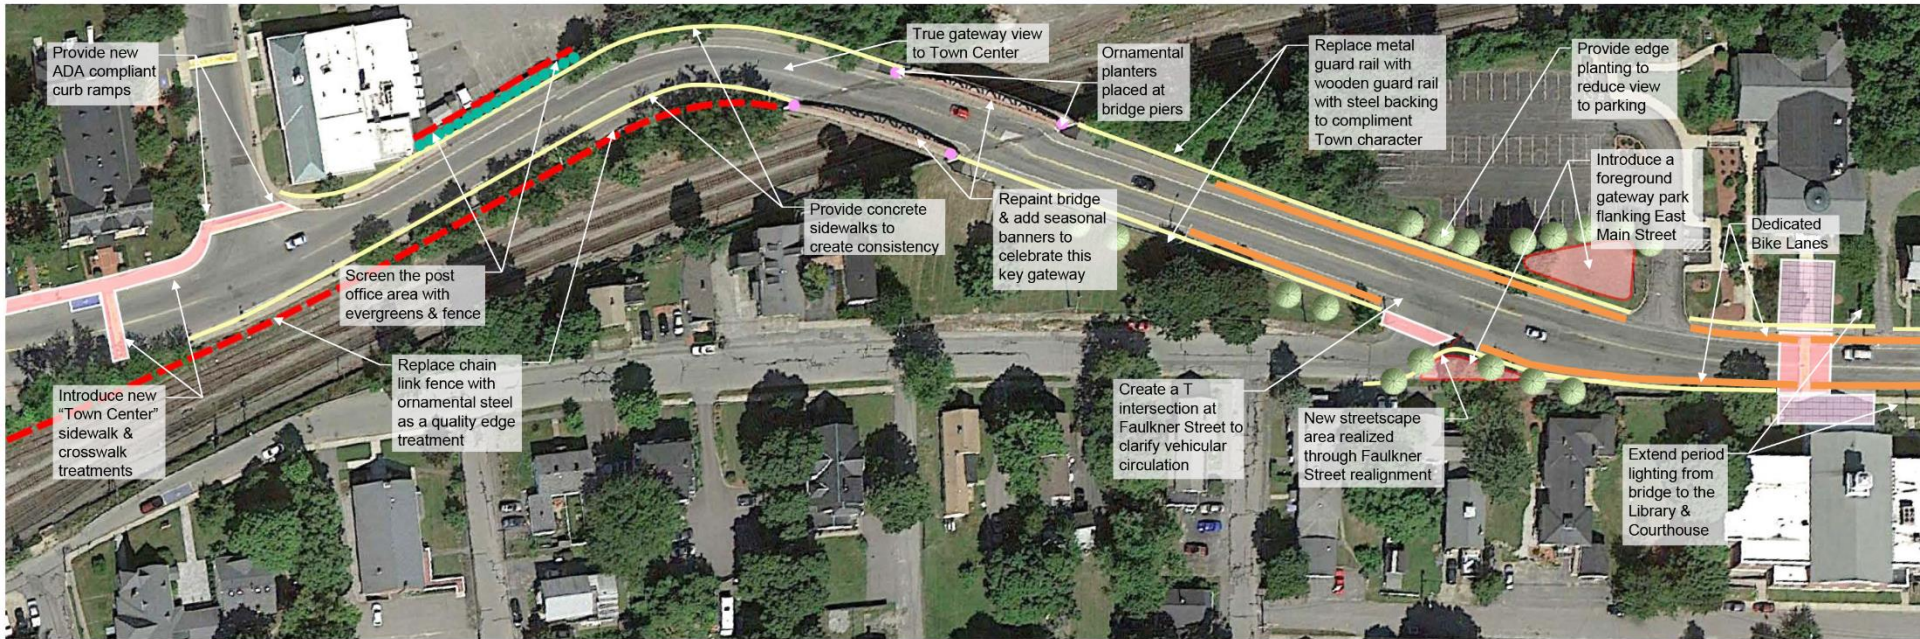 Provide new
ADA compliant
curb ramps
True gateway view
to Town Center
Ornamental
planters
placed at
bridge piers
Replace metal
guard rail with
wooden guard rail
with steel backing
to compliment
Town character
Provide edge
planting to
reduce view
to parking
Introduce a
foreground
gateway park
flanking East
Main Street
Dedicated
Bike Lanes
Provide concrete
sidewalks to
create consistency
Repaint bridge
& add seasonal
banners to
celebrate this
key gateway
Screen the post
office area with
evergreens & fence
Introduce new
“Town Center”
sidewalk &
crosswalk
treatments
Replace chain
link fence with
ornamental steel
as a quality edge
treatment
Create a T
intersection at
Faulkner Street to
clarify vehicular
circulation
New streetscape
area realized
through Faulkner
Street realignment
Extend period
lighting from
bridge to the
Library &
Courthouse